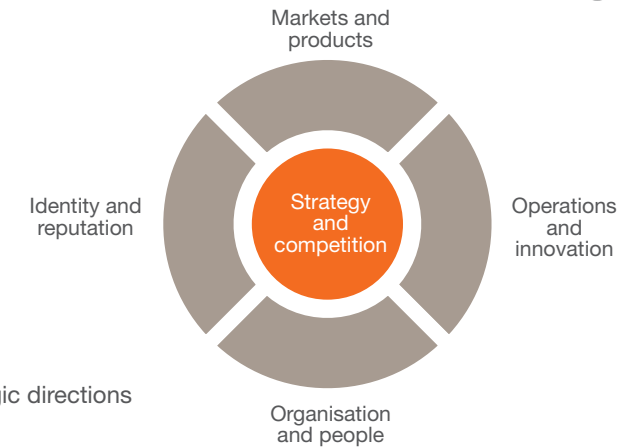 Markets and
products
Identity and
reputation
Strategy
and
competition
Operations
and
innovation
directions
Organisation
and people